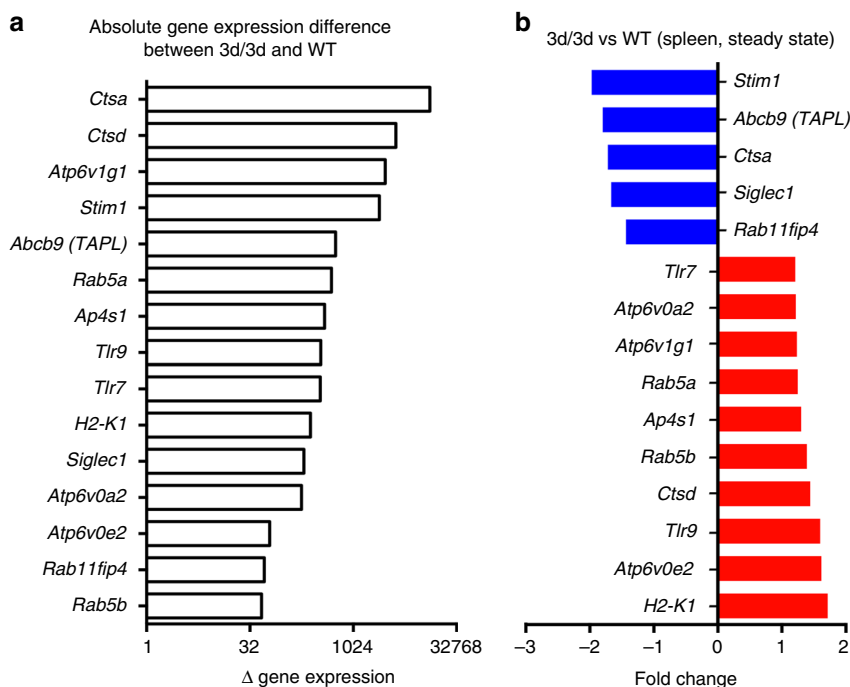 a
Absolute gene expression difference
between 3d/3d and WT
Ctsa
Ctsd
Atp6v1g1
Stim1
Abcb9 (TAPL)
Rab5a
Ap4s1
Tlr9
Tlr7
H2-K1
Siglec1
Atp6v0a2
Atp6v0e2
Rab11fip4
Rab5b
1 32 1024 32768
Δ gene expression
b
3d/3d vs WT (spleen, steady state)
Stim1
Abcb9 (TAPL)
Ctsa
Siglec1
Rab11fip4
Tlr7
Atp6v0a2
Atp6v1g1
Rab5a
Ap4s1
Rab5b
Ctsd
Tlr9
Atp6v0e2
H2-K1
−3 −2 −1 0 1 2
Fold change